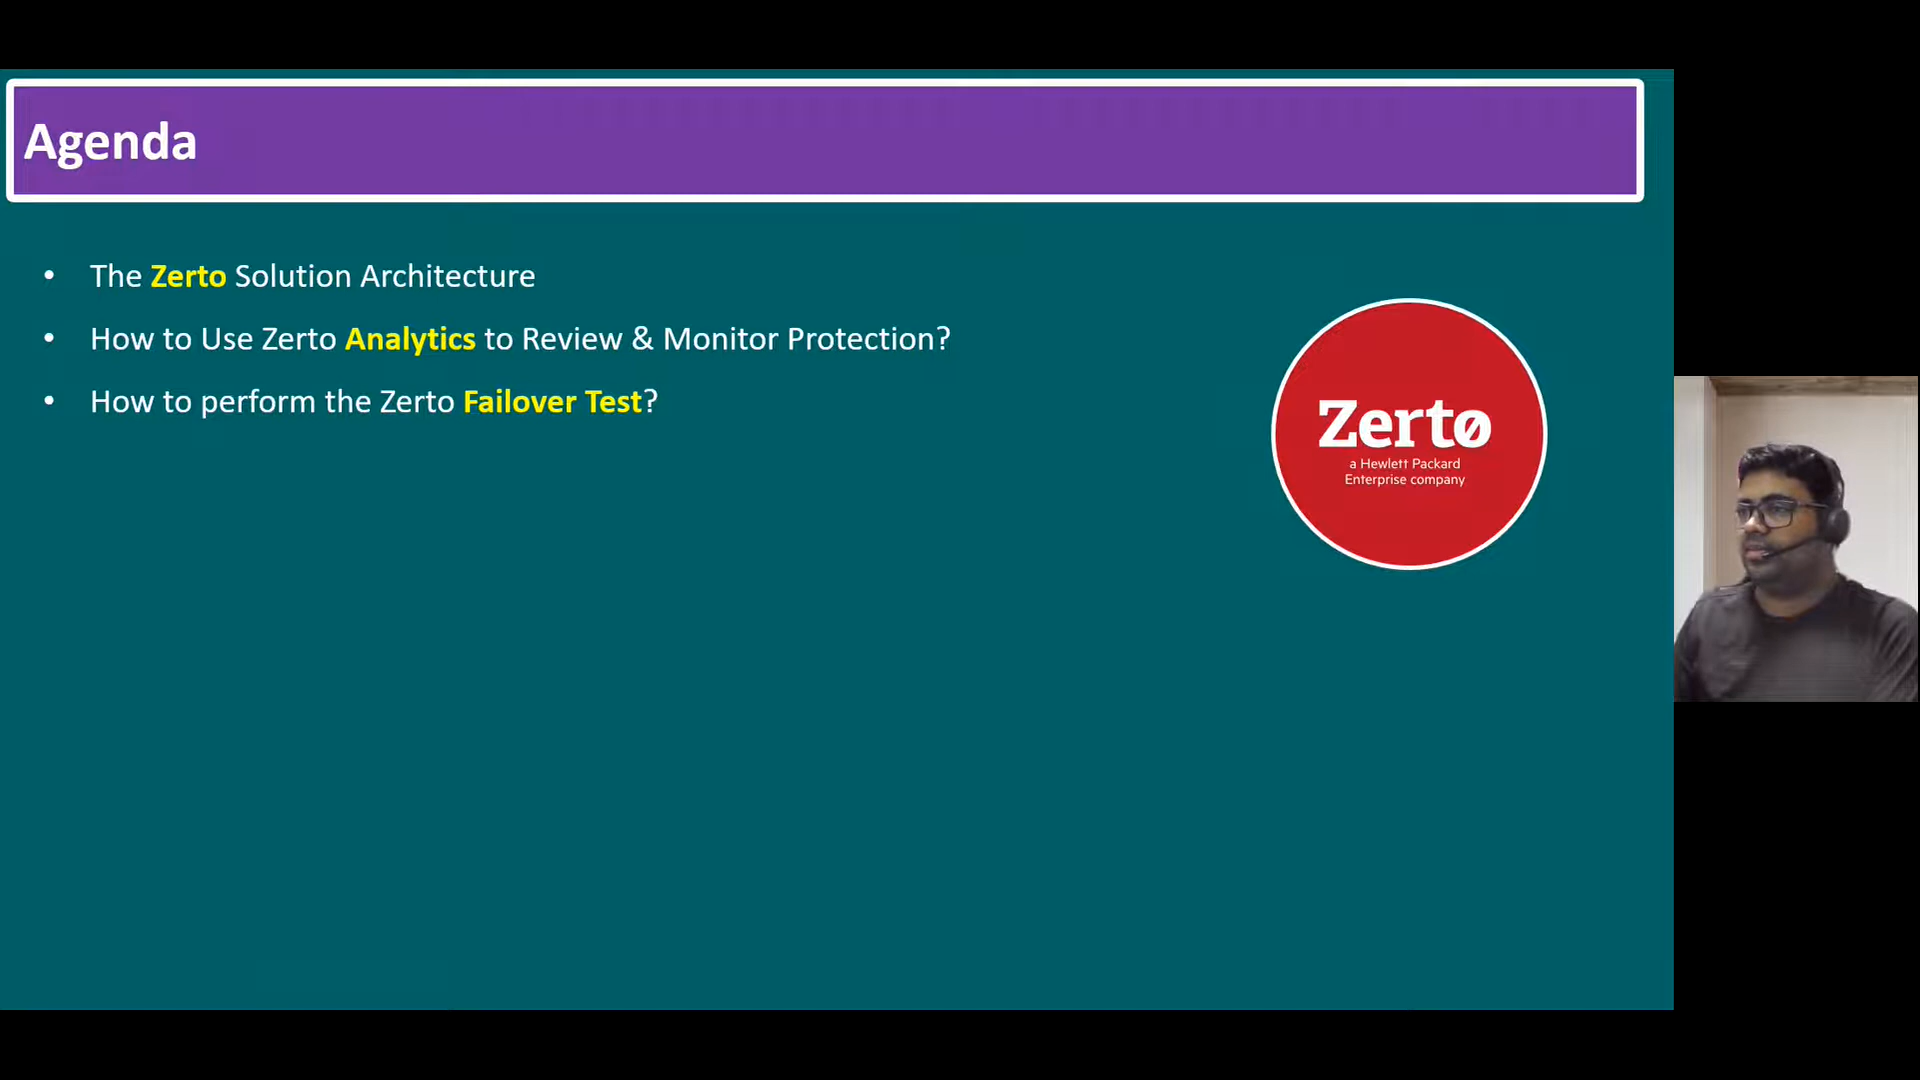 Agenda
• The Zerto Solution Architecture
• How to Use Zerto Analytics to Review & Monitor Protection?
• How to perform the Zerto Failover Test?
Zertø
a Hewlett Packard
Enterprise company